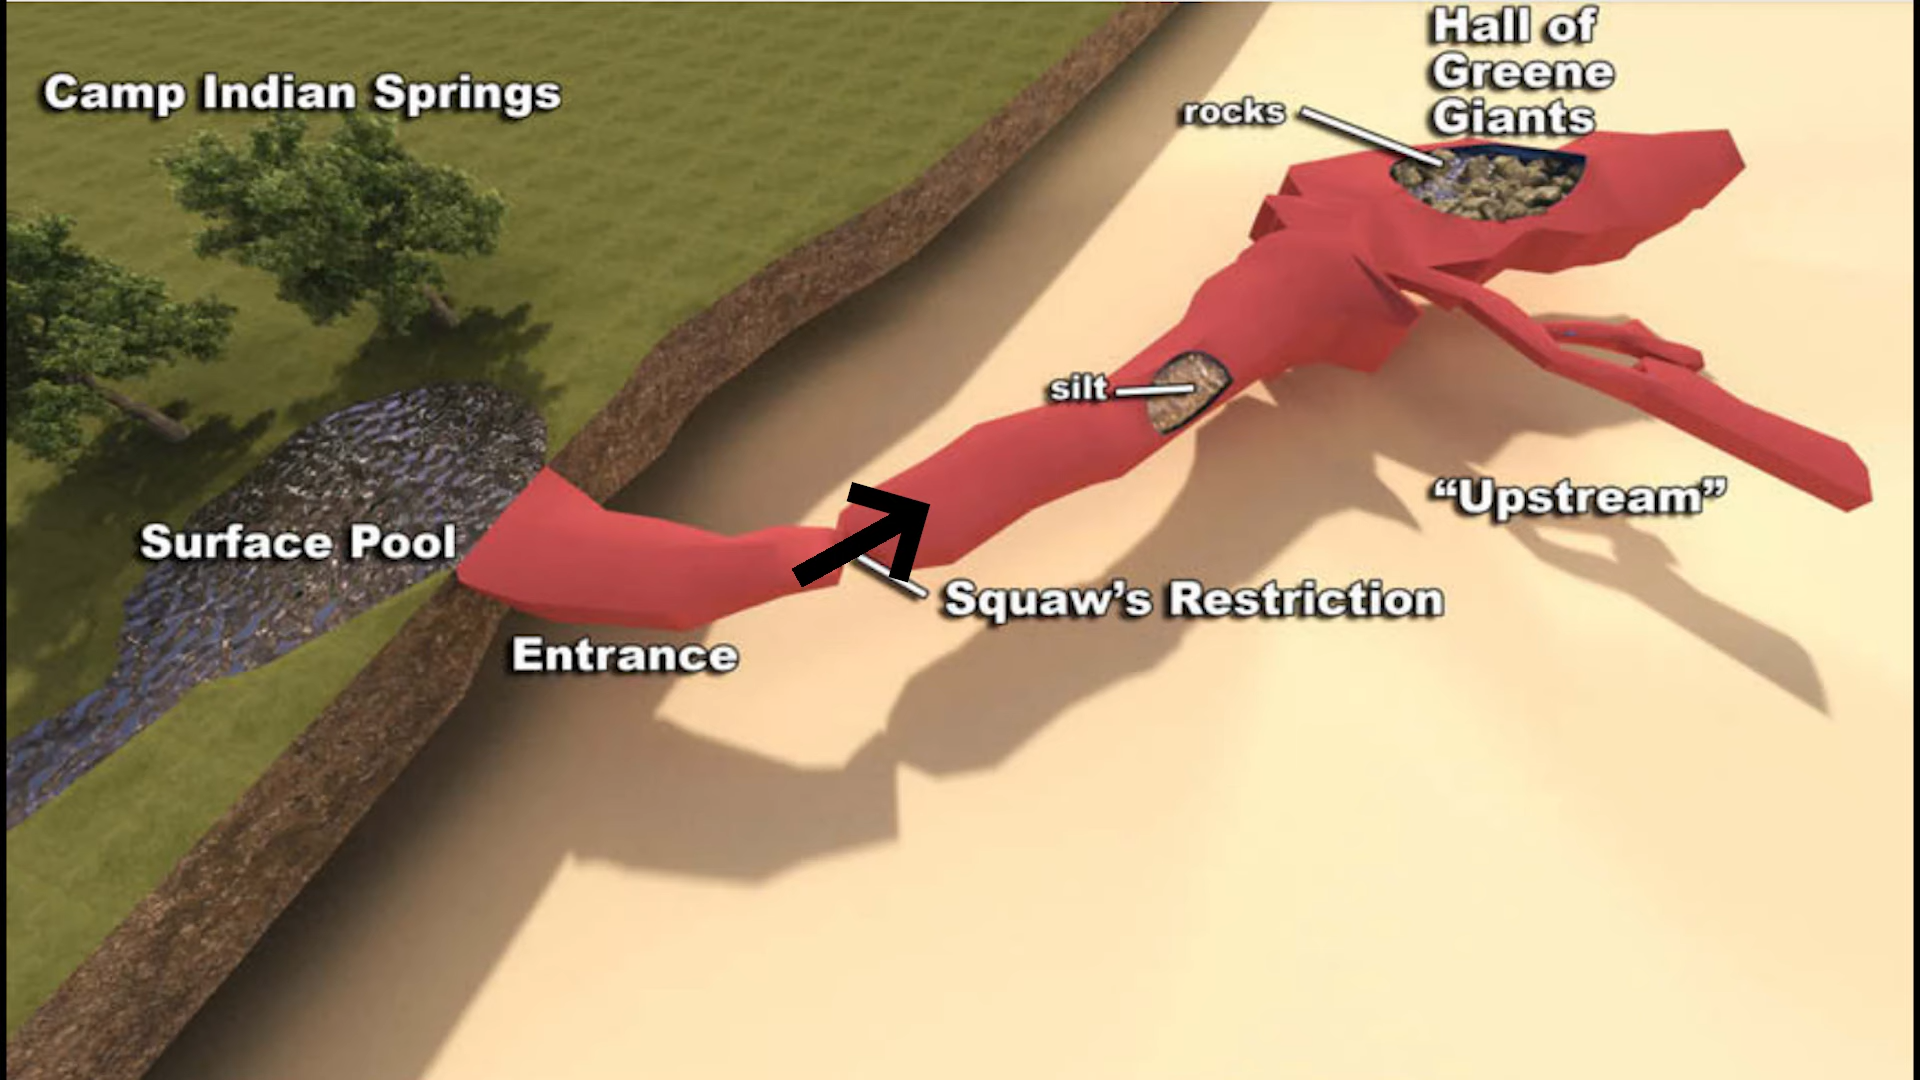 Camp Indian Springs
Hall of
Greene
Giants
rocks
silt
"Upstream"
Surface Pool
Squaw's Restriction
Entrance